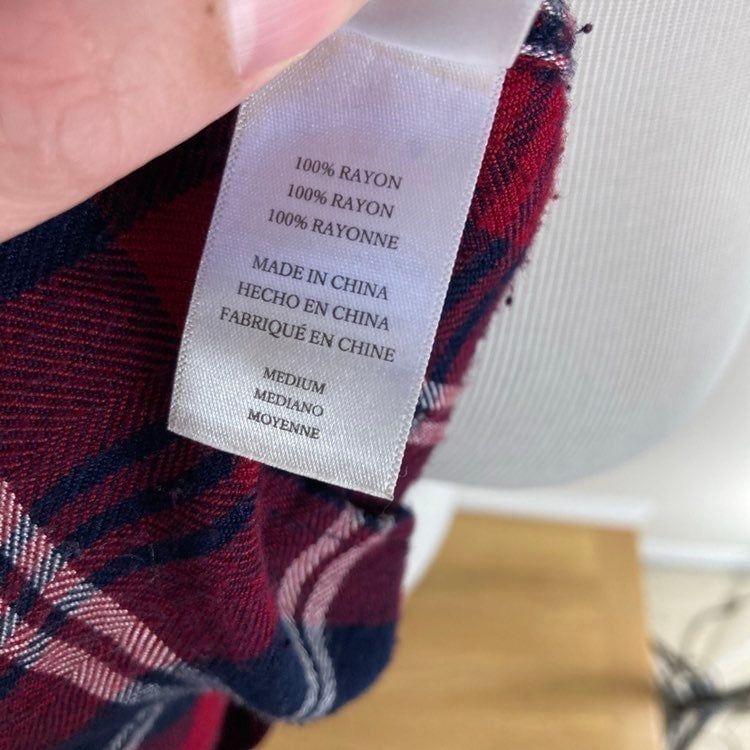 100% RAYON
100% RAYON
100% RAYONNE
MADE IN CHINA
HECHO EN CHINA
FABRIQUÉ EN CHINE
MEDIUM
MEDIANO
MOYENNE